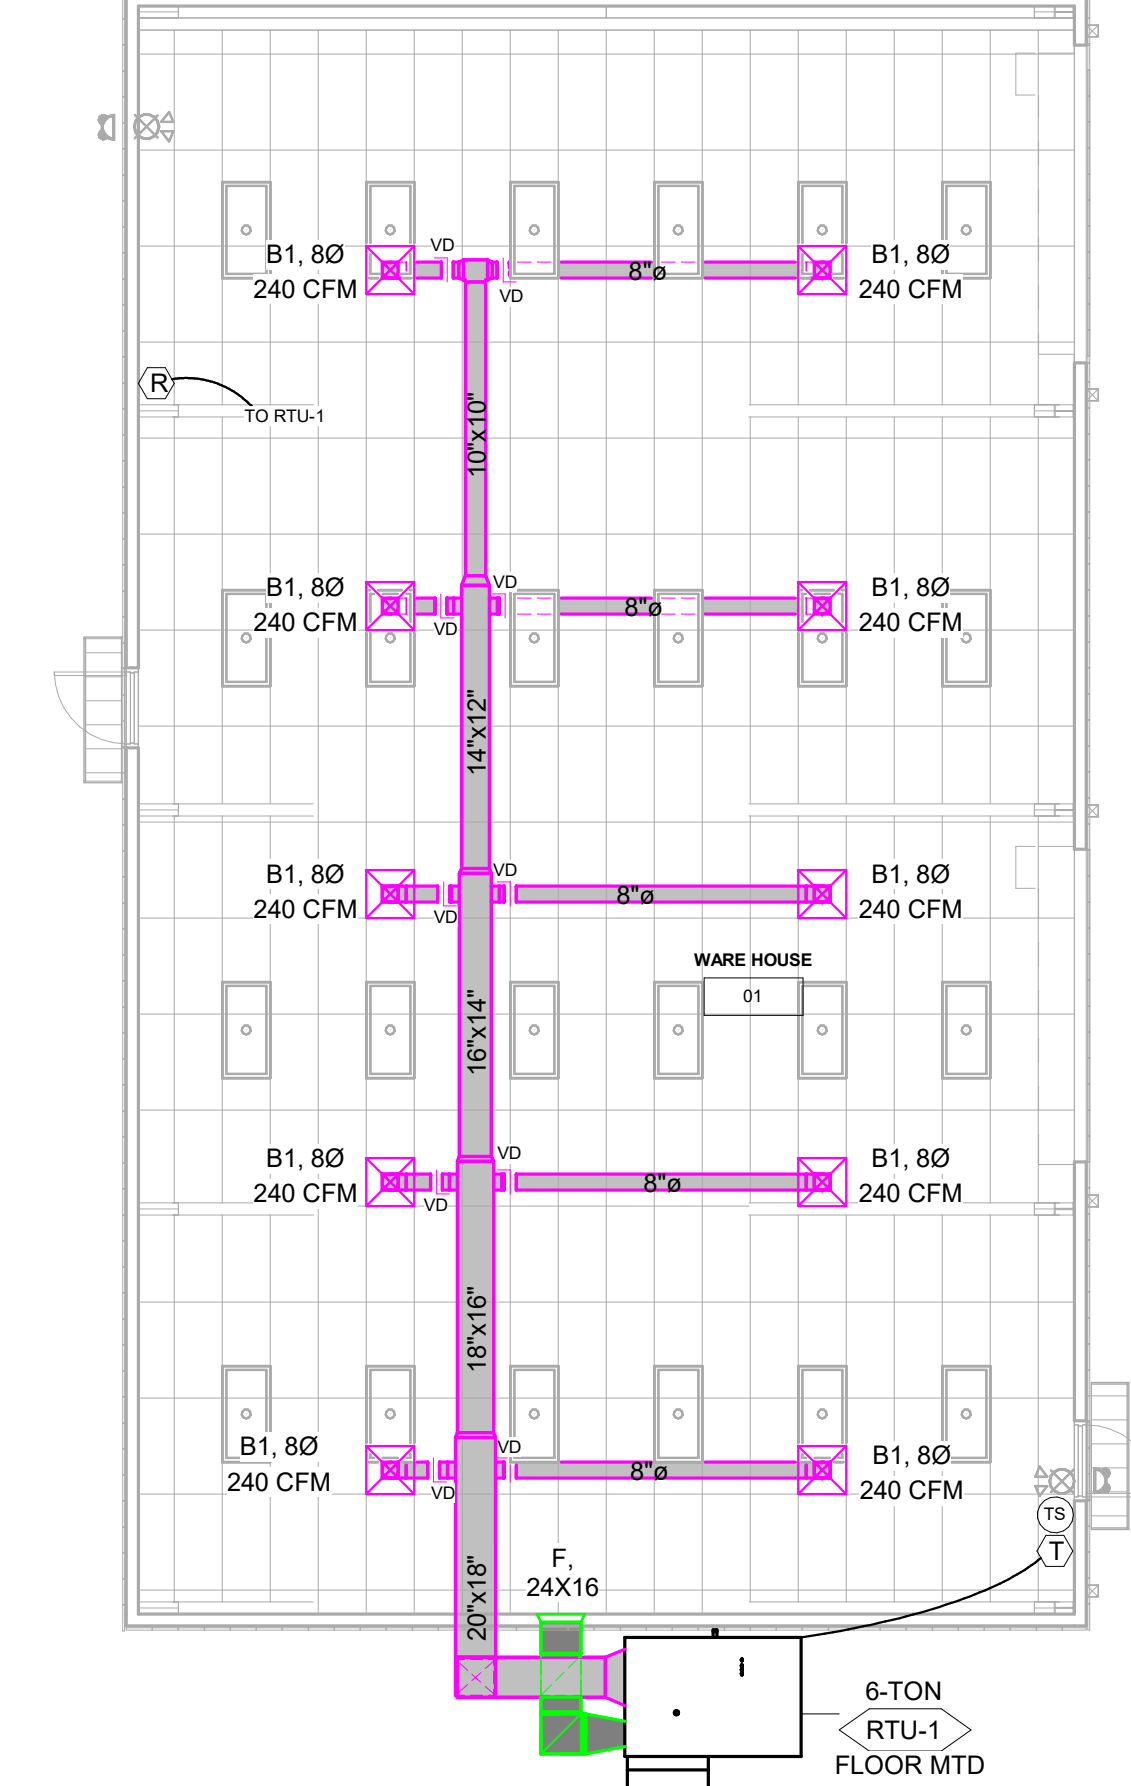 VD
B1, 8Ø
240 CFM
8"ø
B1, 8Ø
240 CFM
VD
R
TO RTU-1
10"x10"
VD
B1, 8Ø
240 CFM
8"ø
B1, 8Ø
240 CFM
VD
14"x12"
VD
B1, 8Ø
240 CFM
8"ø
B1, 8Ø
240 CFM
VD
WARE HOUSE
01
16"x14"
VD
B1, 8Ø
240 CFM
8"ø
B1, 8Ø
240 CFM
VD
18"x16"
VD
B1, 8Ø
240 CFM
8"ø
B1, 8Ø
240 CFM
VD
TS
T
F,
24X16
20"x18"
6-TON
RTU-1
FLOOR MTD